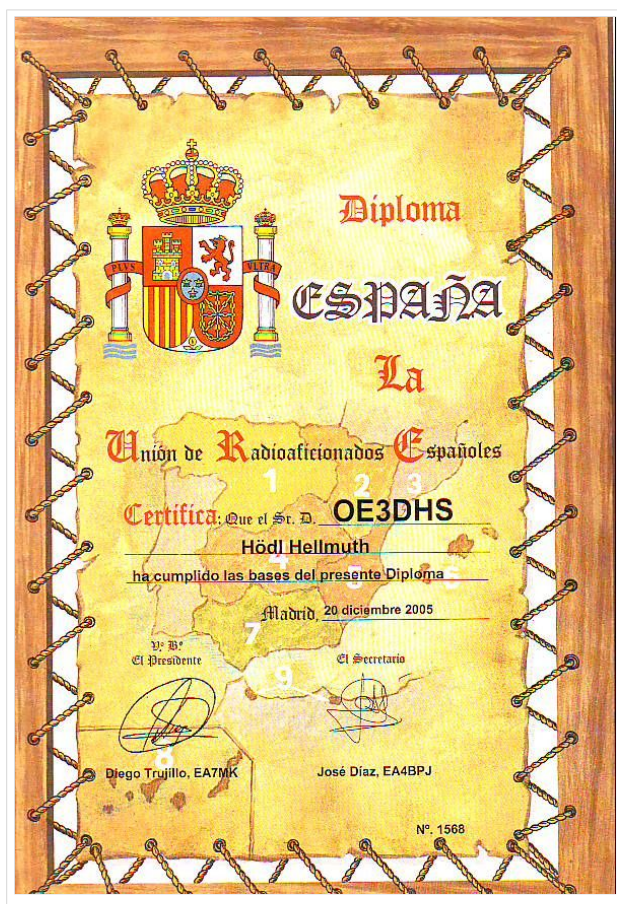 PLVS VLTRA
Diploma
ESPAÑA
La
Unión de Radioaficionados Españoles
1 2 3
Certifica: Que el Sr. D. OE3DHS
Hödl Hellmuth
4 5 6
ha cumplido las bases del presente Diploma
Madrid, 20 diciembre 2005
7
Vº Bº
El Presidente
El Secretario
9
8
Diego Trujillo, EA7MK
José Díaz, EA4BPJ
Nº. 1568